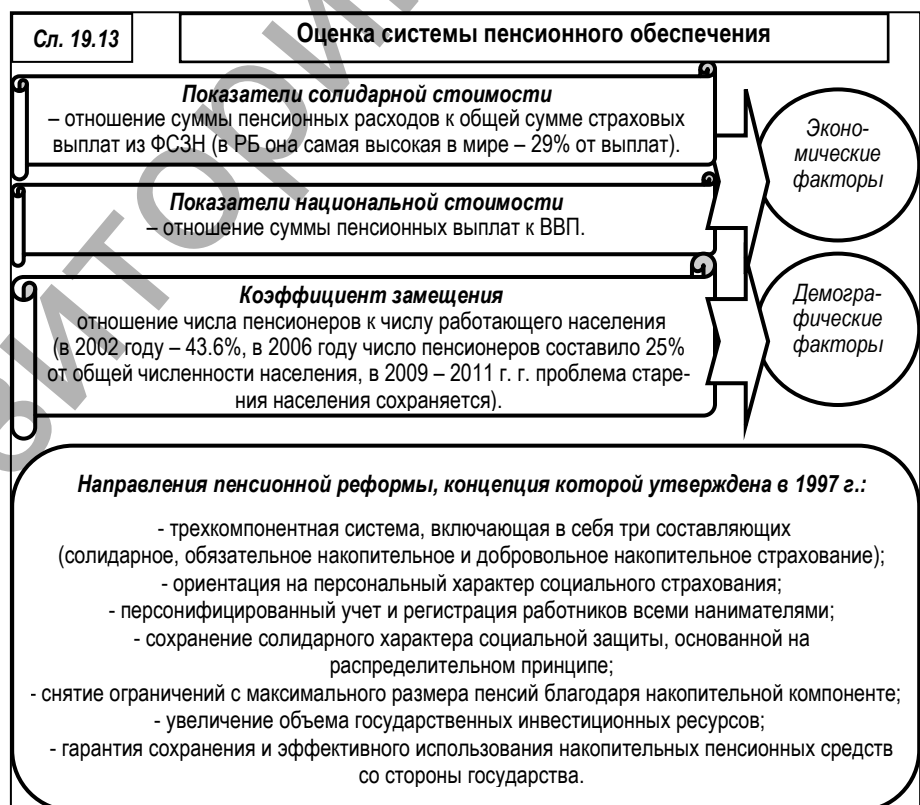 Сл. 19.13
Оценка системы пенсионного обеспечения
Показатели солидарной стоимости
– отношение суммы пенсионных расходов к общей сумме страховых
выплат из ФСЗН (в РБ она самая высокая в мире – 29% от выплат).
Показатели национальной стоимости
– отношение суммы пенсионных выплат к ВВП.
Коэффициент замещения
отношение числа пенсионеров к числу работающего населения
(в 2002 году – 43.6%, в 2006 году число пенсионеров составило 25%
от общей численности населения, в 2009 – 2011 г. г. проблема старе-
ния населения сохраняется).
Эконо-
мические
факторы
Демогра-
фические
факторы
Направления пенсионной реформы, концепция которой утверждена в 1997 г.:
- трехкомпонентная система, включающая в себя три составляющих
(солидарное, обязательное накопительное и добровольное накопительное страхование);
- ориентация на персональный характер социального страхования;
- персонифицированный учет и регистрация работников всеми нанимателями;
- сохранение солидарного характера социальной защиты, основанной на
распределительном принципе;
- снятие ограничений с максимального размера пенсий благодаря накопительной компоненте;
- увеличение объема государственных инвестиционных ресурсов;
- гарантия сохранения и эффективного использования накопительных пенсионных средств
со стороны государства.